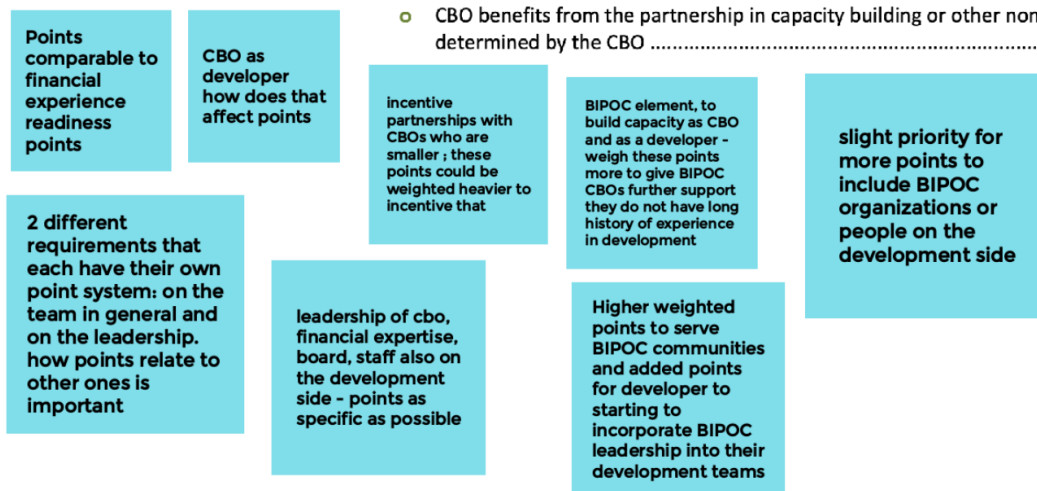 o CBO benefits from the partnership in capacity building or other
determined by the CBO ................................................................................
Points
comparable to
financial
experience
readiness
points
CBO as
developer
how does that
affect points
incentive
partnerships with
CBOs who are
smaller ; these
points could be
weighted heavier to
incentive that
BIPOC element, to
build capacity as CBO
and as a developer -
weigh these points
more to give BIPOC
CBOs further support
they do not have long
history of experience
in development
slight priority for
more points to
include BIPOC
organizations or
people on the
development side
2 different
requirements that
each have their own
point system: on the
team in general and
on the leadership.
how points relate to
other ones is
important
leadership of cbo,
financial expertise,
board, staff also on
the development
side - points as
specific as possible
Higher weighted
points to serve
BIPOC communities
and added points
for developer to
starting to
incorporate BIPOC
leadership into their
development teams